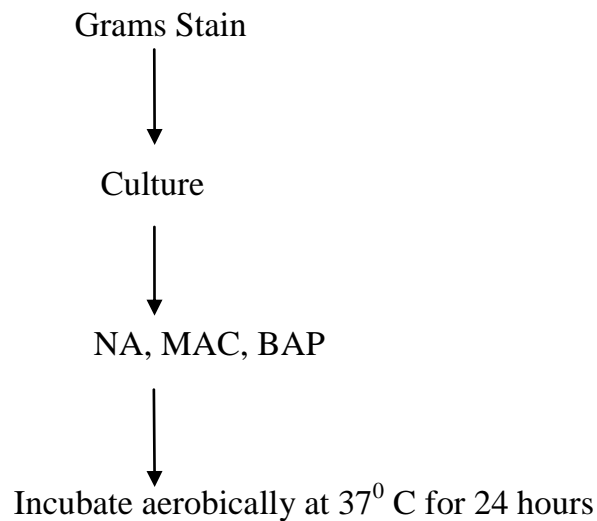 Grams Stain
Culture
NA, MAC, BAP
Incubate aerobically at 37⁰ C for 24 hours